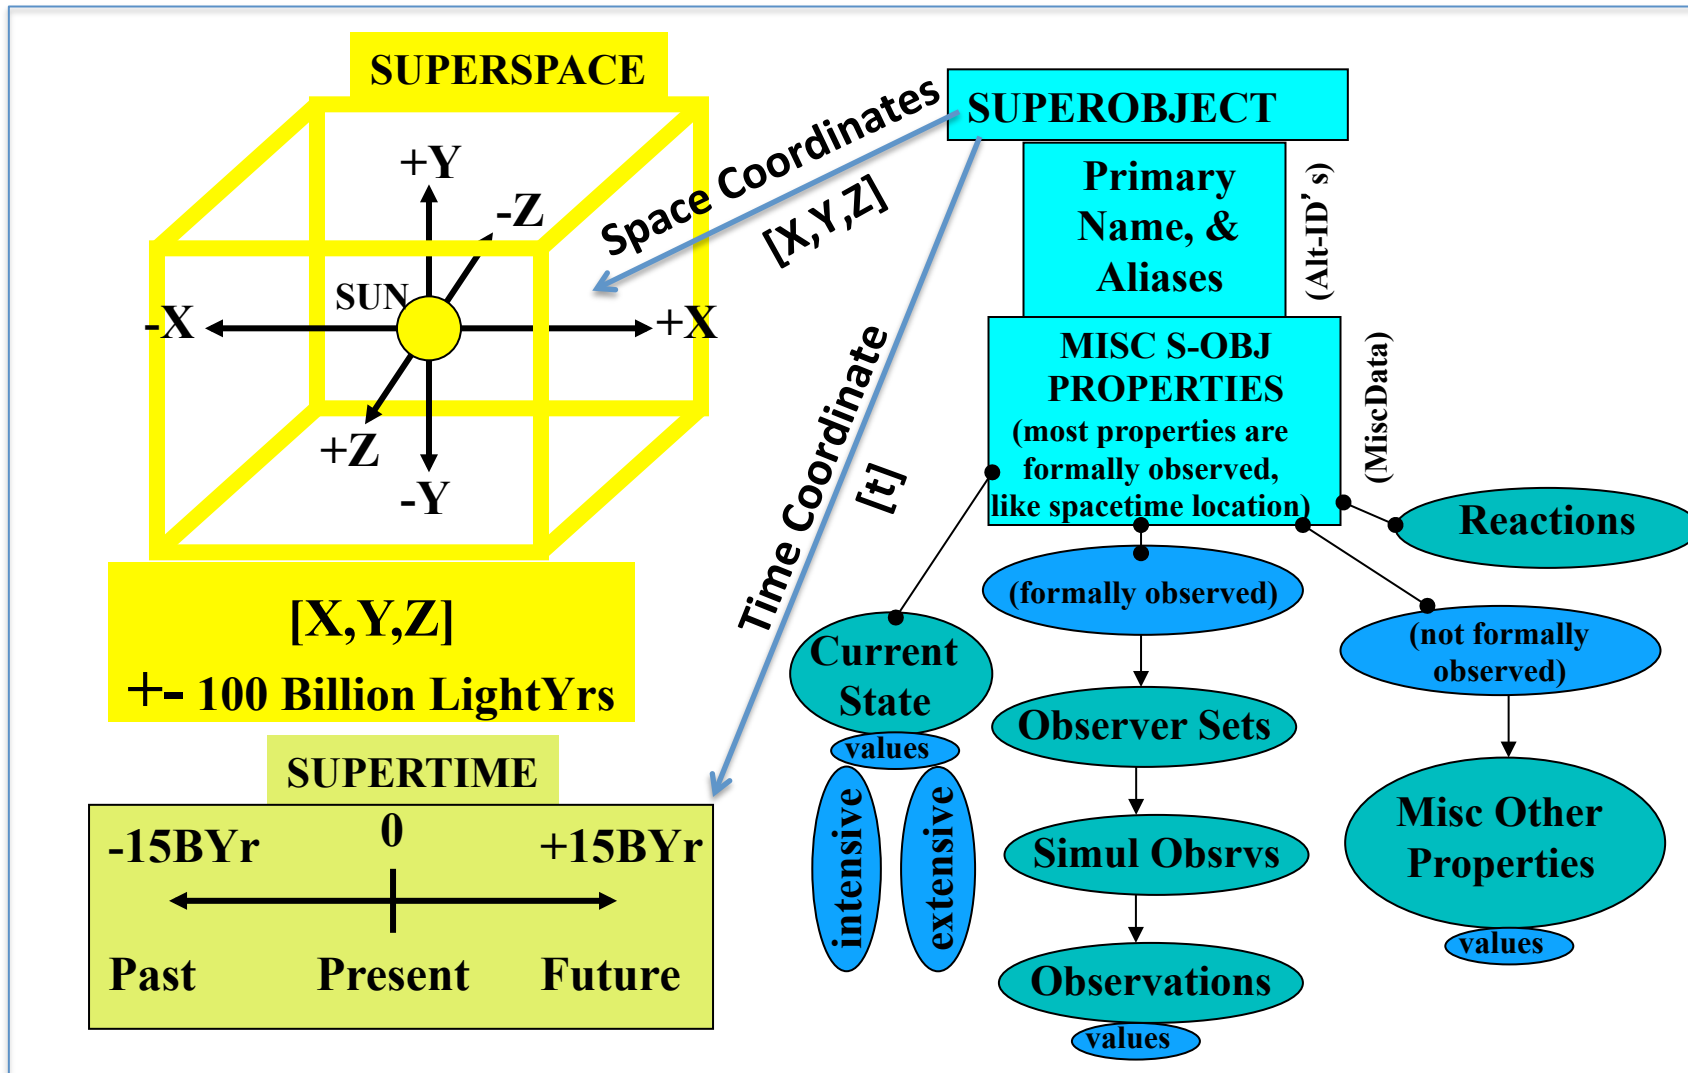 SUPERSPACE
+Y
-Z
SUN
-X
+X
+Z
-Y
[X,Y,Z]
+- 100 Billion LightYrs
SUPERTIME
-15BYr
0
+15BYr
Past
Present
Future
Space Coordinates
[X,Y,Z]
Time Coordinate
[t]
SUPEROBJECT
Primary
Name, &
Aliases
(Alt-ID's)
MISC S-OBJ
PROPERTIES
(most properties are
formally observed,
like spacetime location)
(MiscData)
Reactions
(formally observed)
(not formally
observed)
Current
State
values
intensive
extensive
Observer Sets
Simul Obsrvs
Observations
values
Misc Other
Properties
values